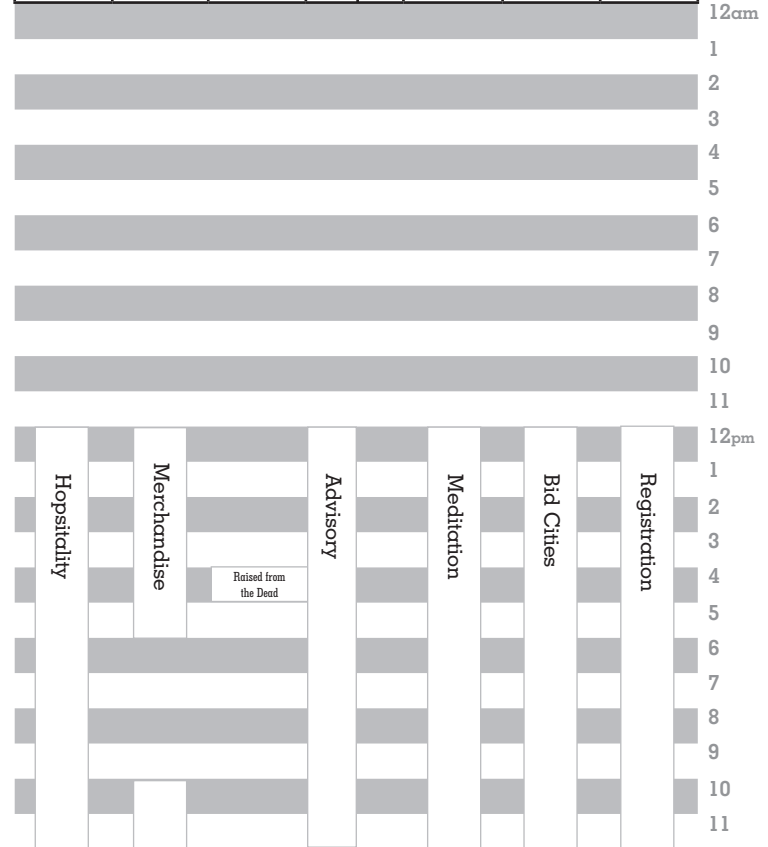 12am
1
2
3
4
5
6
7
8
9
10
11
12pm
1
2
3
4
5
6
7
8
9
10
11
Hopsitality
Merchandise
Raised from
the Dead
Advisory
Meditation
Bid Cities
Registration